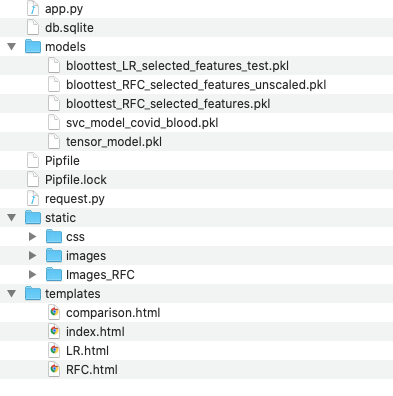 app.py
db.sqlite
models
bloottest_LR_selected_features_test.pkl
bloottest_RFC_selected_features_unscaled.pkl
bloottest_RFC_selected_features.pkl
svc_model_covid_blood.pkl
tensor_model.pkl
Pipfile
Pipfile.lock
request.py
static
css
images
Images_RFC
templates
comparison.html
index.html
LR.html
RFC.html